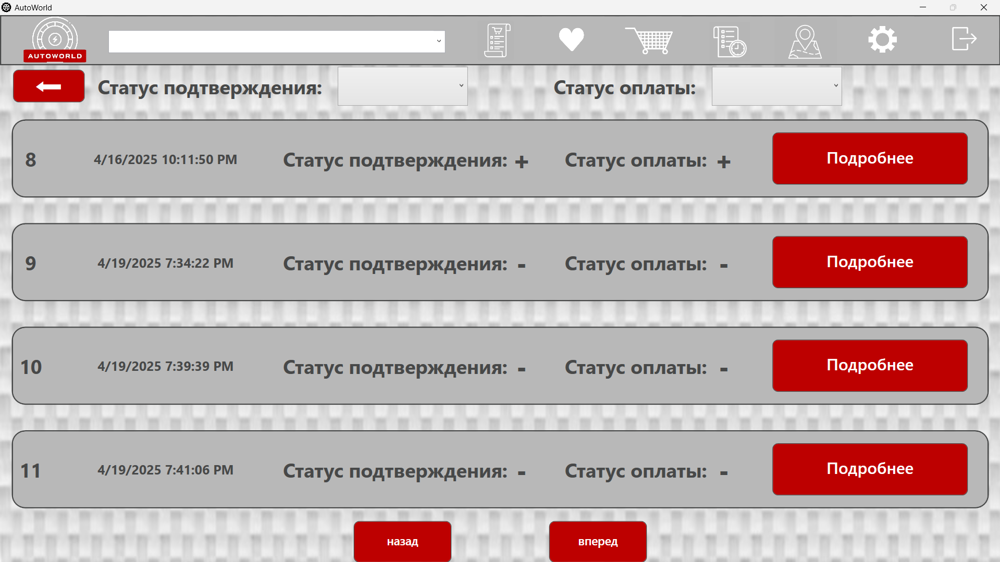 AutoWorld
AUTOWORLD
Статус подтверждения:
Статус оплаты:
8 4/16/2025 10:11:50 PM Статус подтверждения: + Статус оплаты: + Подробнее
9 4/19/2025 7:34:22 PM Статус подтверждения: - Статус оплаты: - Подробнее
10 4/19/2025 7:39:39 PM Статус подтверждения: - Статус оплаты: - Подробнее
11 4/19/2025 7:41:06 PM Статус подтверждения: - Статус оплаты: - Подробнее
назад вперед